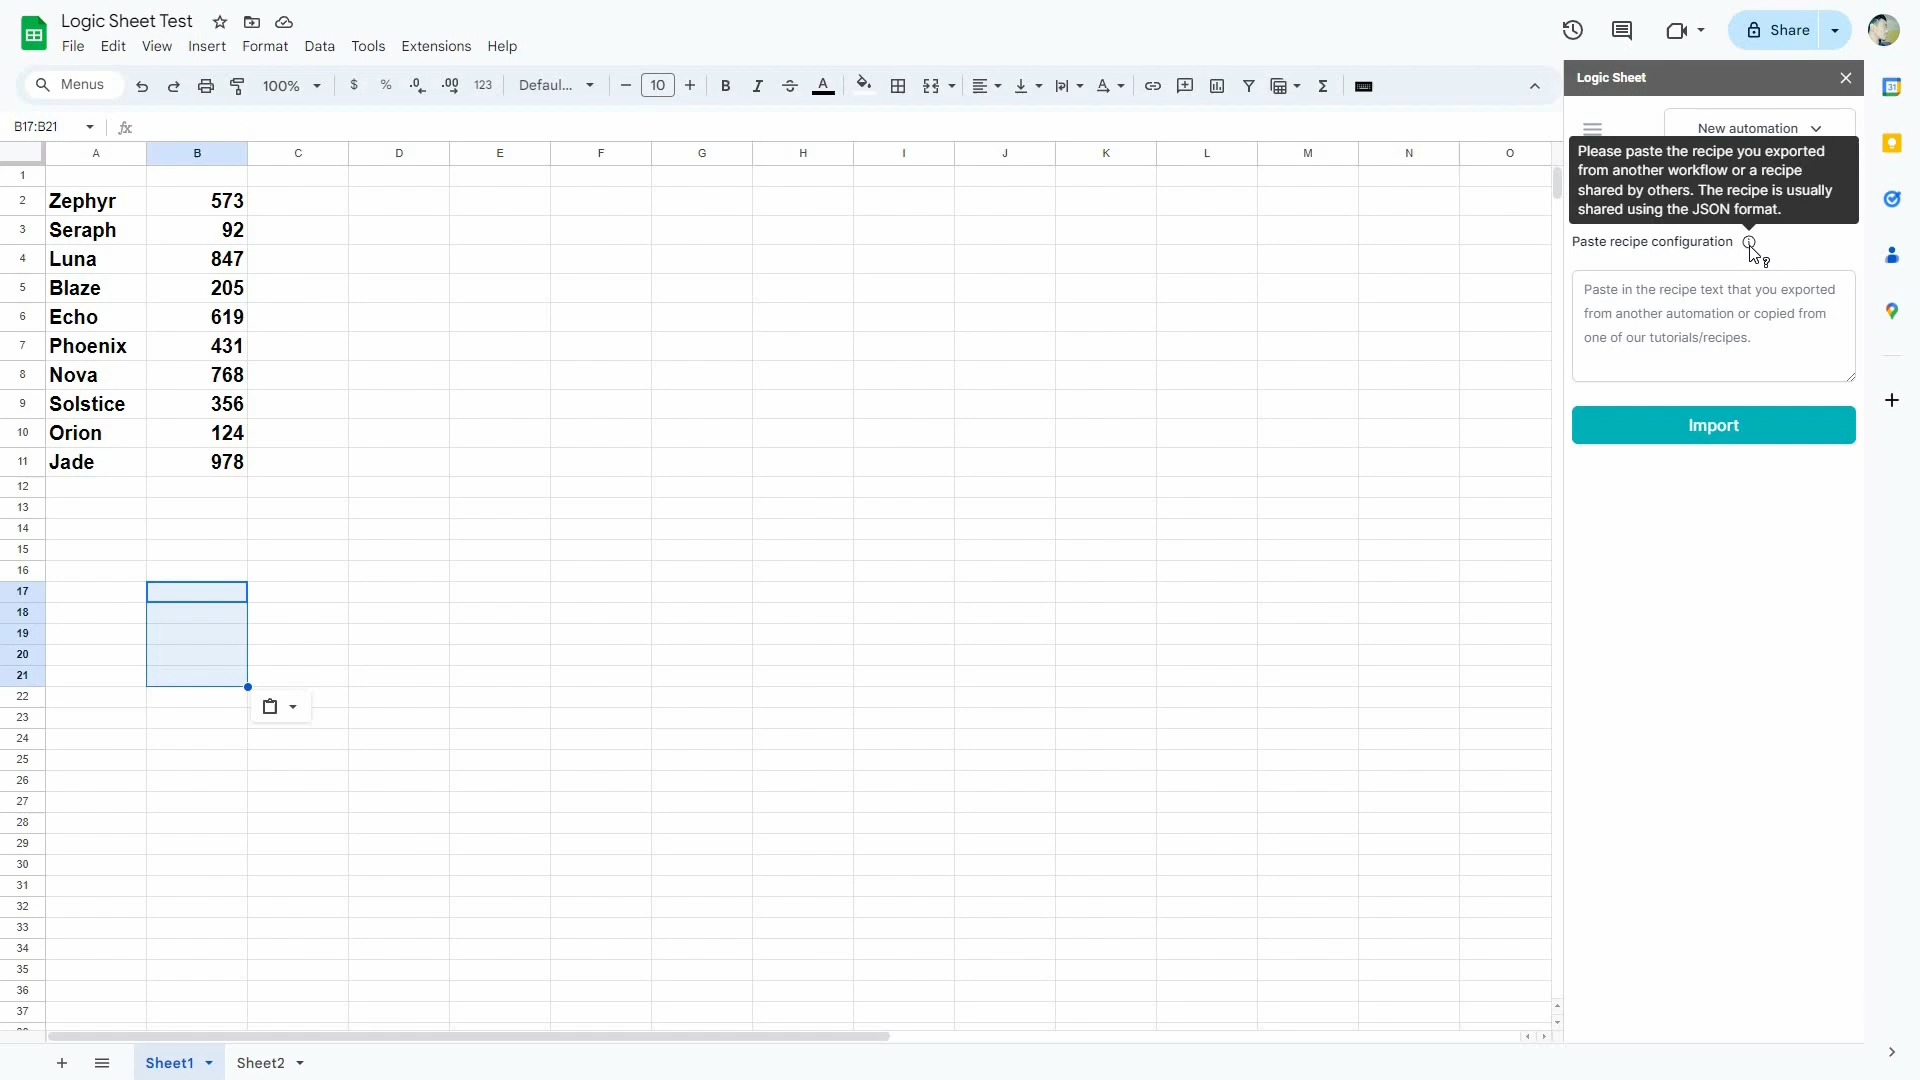 Logic Sheet Test
File Edit View Insert Format Data Tools Extensions Help
Share
Menus 100% $ % .0 .00 123 Defaul... 10 B I A
B17:B21 fx
A B C D E F G H I J K L M N O
1
2 Zephyr 573
3 Seraph 92
4 Luna 847
5 Blaze 205
6 Echo 619
7 Phoenix 431
8 Nova 768
9 Solstice 356
10 Orion 124
11 Jade 978
12
13
14
15
16
17
18
19
20
21
22
23
24
25
26
27
28
29
30
31
32
33
34
35
36
37
Sheet1 Sheet2
Logic Sheet
New automation
Please paste the recipe you exported
from another workflow or a recipe
shared by others. The recipe is usually
shared using the JSON format.
Paste recipe configuration
Paste in the recipe text that you exported
from another automation or copied from
one of our tutorials/recipes.
Import
31